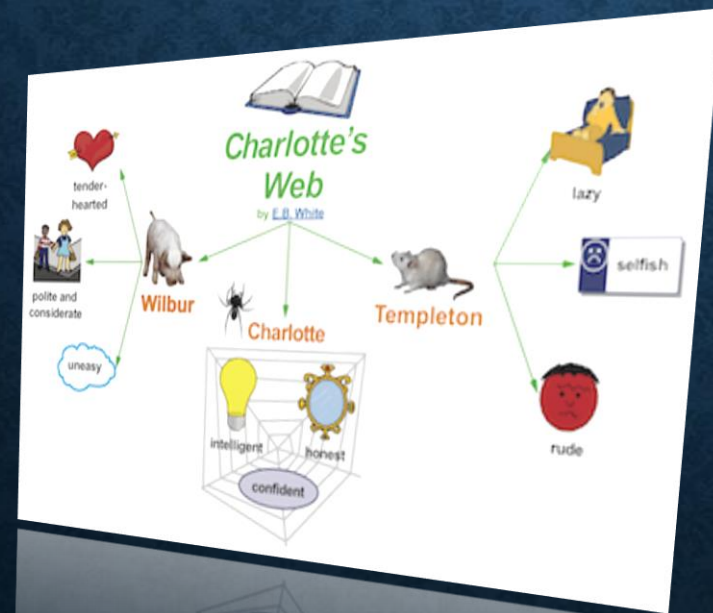 Charlotte's
Web
by E.B. White
tender-
hearted
polite and
considerate
uneasy
Wilbur
Charlotte
intelligent
honest
confident
Templeton
lazy
selfish
rude